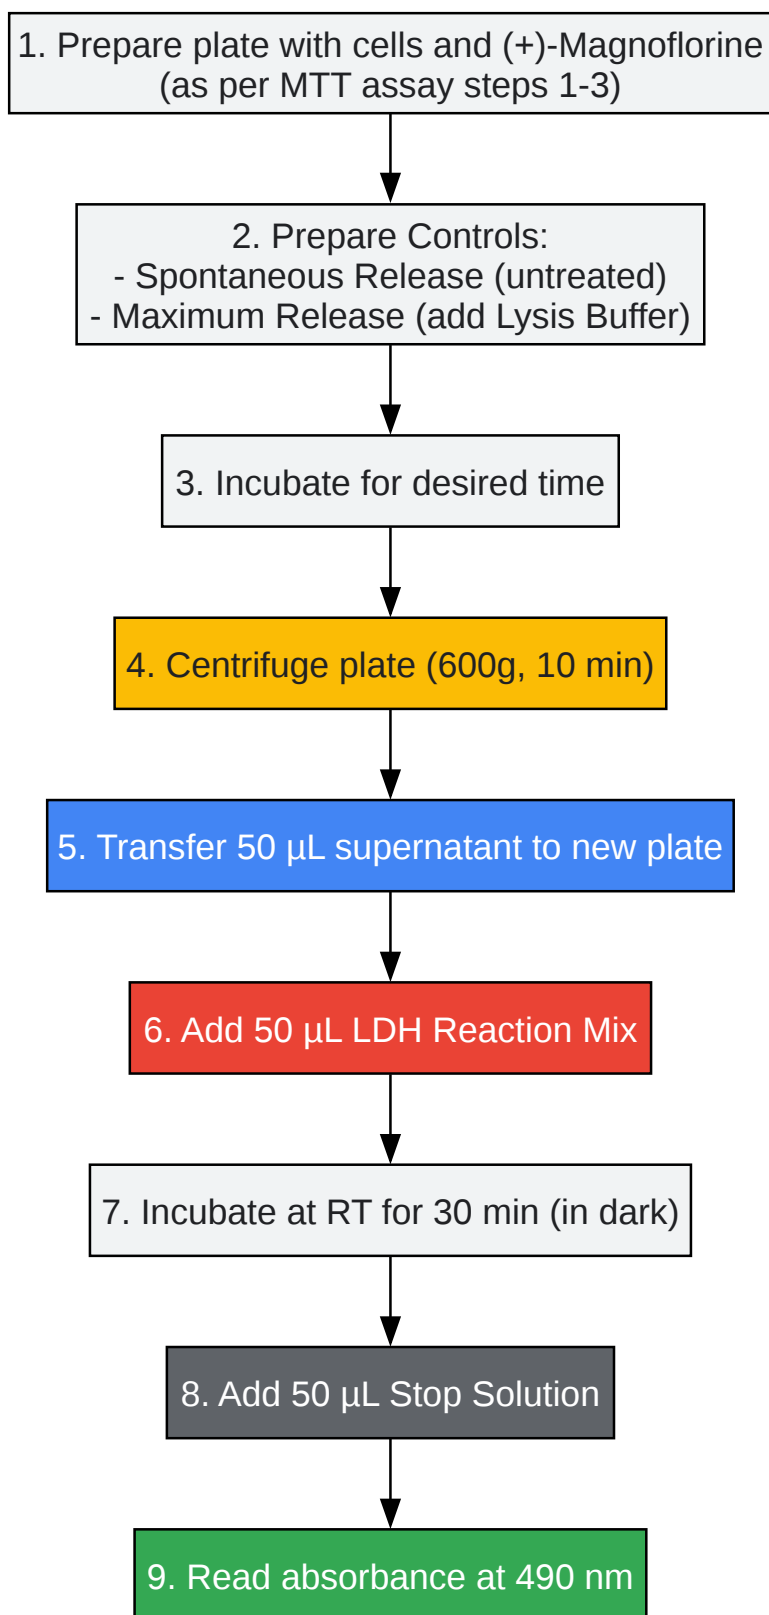 1. Prepare plate with cells and (+)-Magnoflorine
(as per MTT assay steps 1-3)
2. Prepare Controls:
- Spontaneous Release (untreated)
- Maximum Release (add Lysis Buffer)
3. Incubate for desired time
4. Centrifuge plate (600g, 10 min)
5. Transfer 50 µL supernatant to new plate
6. Add 50 µL LDH Reaction Mix
7. Incubate at RT for 30 min (in dark)
8. Add 50 µL Stop Solution
9. Read absorbance at 490 nm